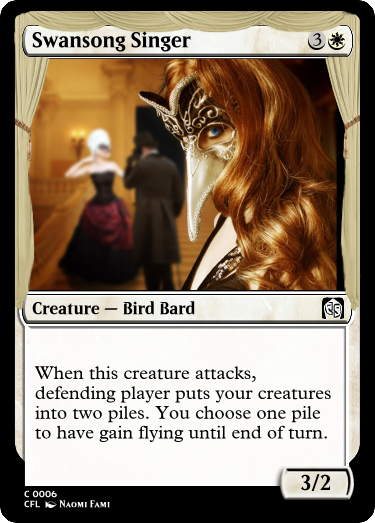 Swansong Singer 3
Creature — Bird Bard
When this creature attacks,
defending player puts your creatures
into two piles. You choose one pile
to have gain flying until end of turn.
3/2
C 0006
CFL Naomi Fami